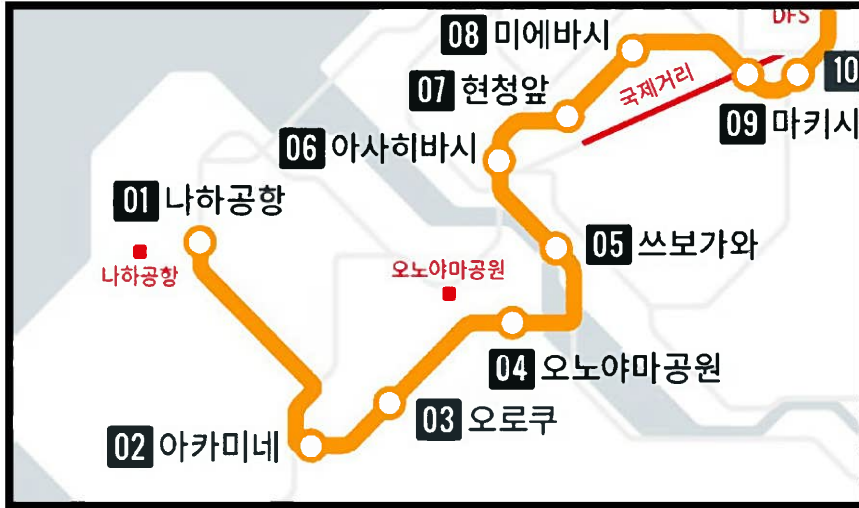 DFS
08 미에바시
10
07 현청앞
국제거리
09 마키시
06 아사히바시
01 나하공항
05 쓰보가와
나하공항
오노야마공원
04 오노야마공원
03 오로쿠
02 아카미네